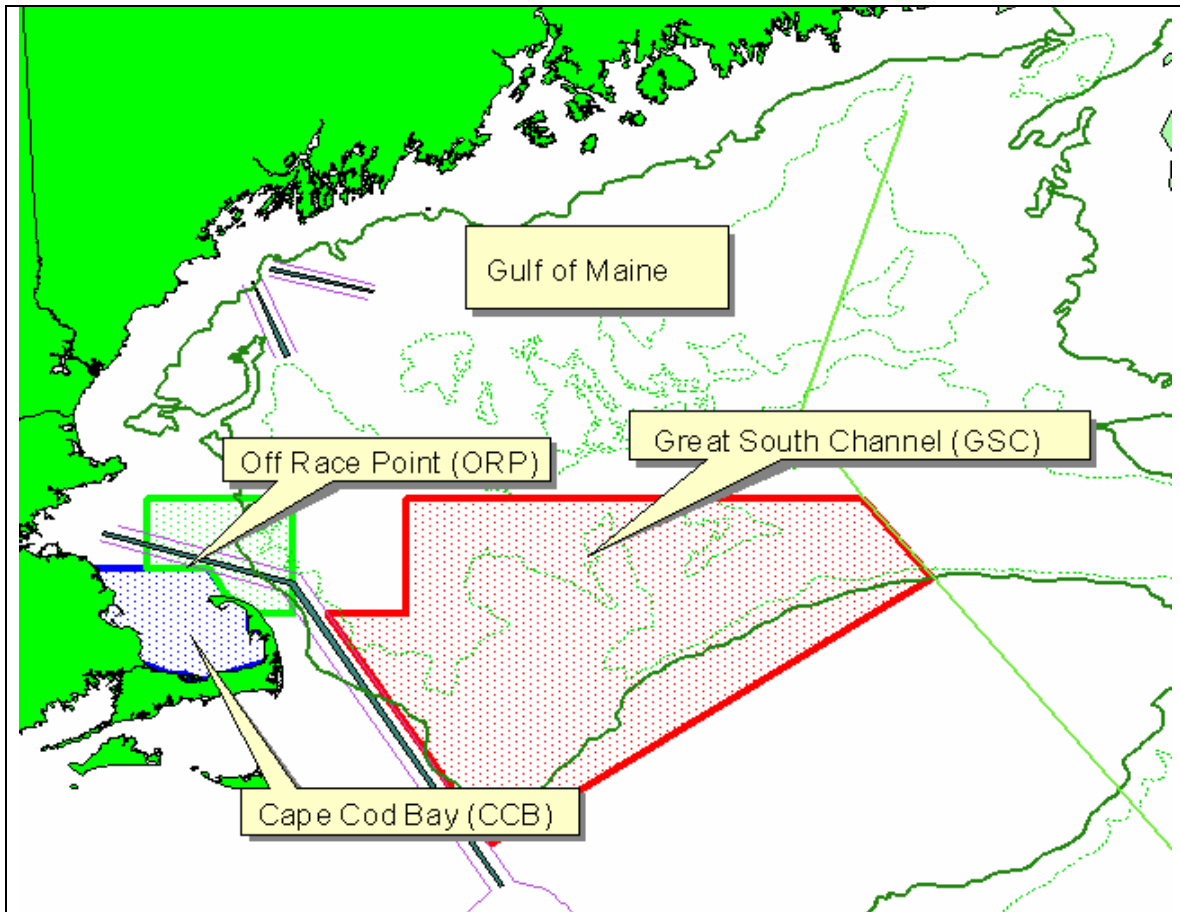 Gulf of Maine
Great South Channel (GSC)
Off Race Point (ORP)
Cape Cod Bay (CCB)